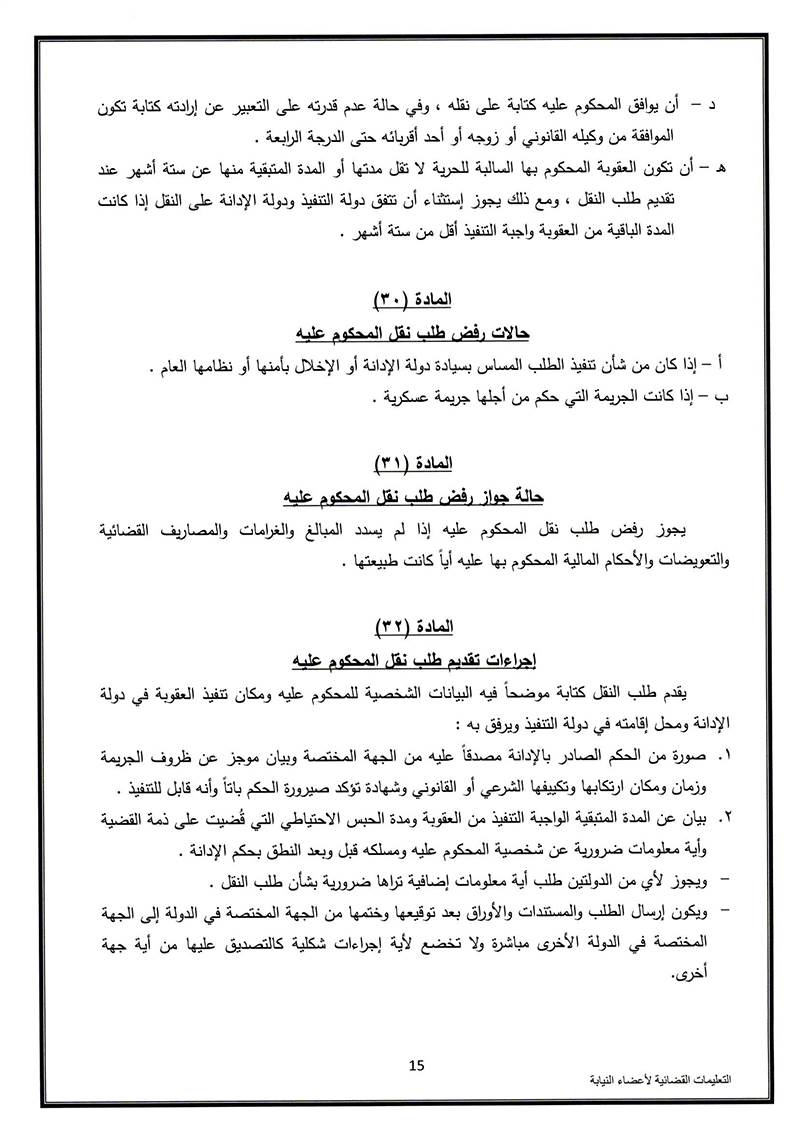 د – أن يوافق المحكوم عليه كتابة على نقله ، وفي حالة عدم قدرته على التعبير عن إرادته كتابة تكون
الموافقة من وكيله القانوني أو زوجه أو أحد أقربائه حتى الدرجة الرابعة .
هـ – أن تكون العقوبة المحكوم بها السالبة للحرية لا تقل مدتها أو المدة المتبقية منها عن ستة أشهر عند
تقديم طلب النقل ، ومع ذلك يجوز إستثناء أن تتفق دولة التنفيذ ودولة الإدانة على النقل إذا كانت
المدة الباقية من العقوبة واجبة التنفيذ أقل من ستة أشهر .
المادة (٣٠)
حالات رفض طلب نقل المحكوم عليه
أ – إذا كان من شأن تنفيذ الطلب المساس بسيادة دولة الإدانة أو الإخلال بأمنها أو نظامها العام .
ب – إذا كانت الجريمة التي حكم من أجلها جريمة عسكرية .
المادة (٣١)
حالة جواز رفض طلب نقل المحكوم عليه
يجوز رفض طلب نقل المحكوم عليه إذا لم يسدد المبالغ والغرامات والمصاريف القضائية
والتعويضات والأحكام المالية المحكوم بها عليه أياً كانت طبيعتها .
المادة (٣٢)
إجراءات تقديم طلب نقل المحكوم عليه
يقدم طلب النقل كتابة موضحاً فيه البيانات الشخصية للمحكوم عليه ومكان تنفيذ العقوبة في دولة
الإدانة ومحل إقامته في دولة التنفيذ ويرفق به :
١. صورة من الحكم الصادر بالإدانة مصدقاً عليه من الجهة المختصة وبيان موجز عن ظروف الجريمة
وزمان ومكان ارتكابها وتكييفها الشرعي أو القانوني وشهادة تؤكد صيرورة الحكم باتاً وأنه قابل للتنفيذ .
٢. بيان عن المدة المتبقية الواجبة التنفيذ من العقوبة ومدة الحبس الاحتياطي التي قُضيت على ذمة القضية
وأية معلومات ضرورية عن شخصية المحكوم عليه ومسلكه قبل وبعد النطق بحكم الإدانة .
– ويجوز لأي من الدولتين طلب أية معلومات إضافية تراها ضرورية بشأن طلب النقل .
– ويكون إرسال الطلب والمستندات والأوراق بعد توقيعها وختمها من الجهة المختصة في الدولة إلى الجهة
المختصة في الدولة الأخرى مباشرة ولا تخضع لأية إجراءات شكلية كالتصديق عليها من أية جهة
أخرى.
15
التعليمات القضائية لأعضاء النيابة